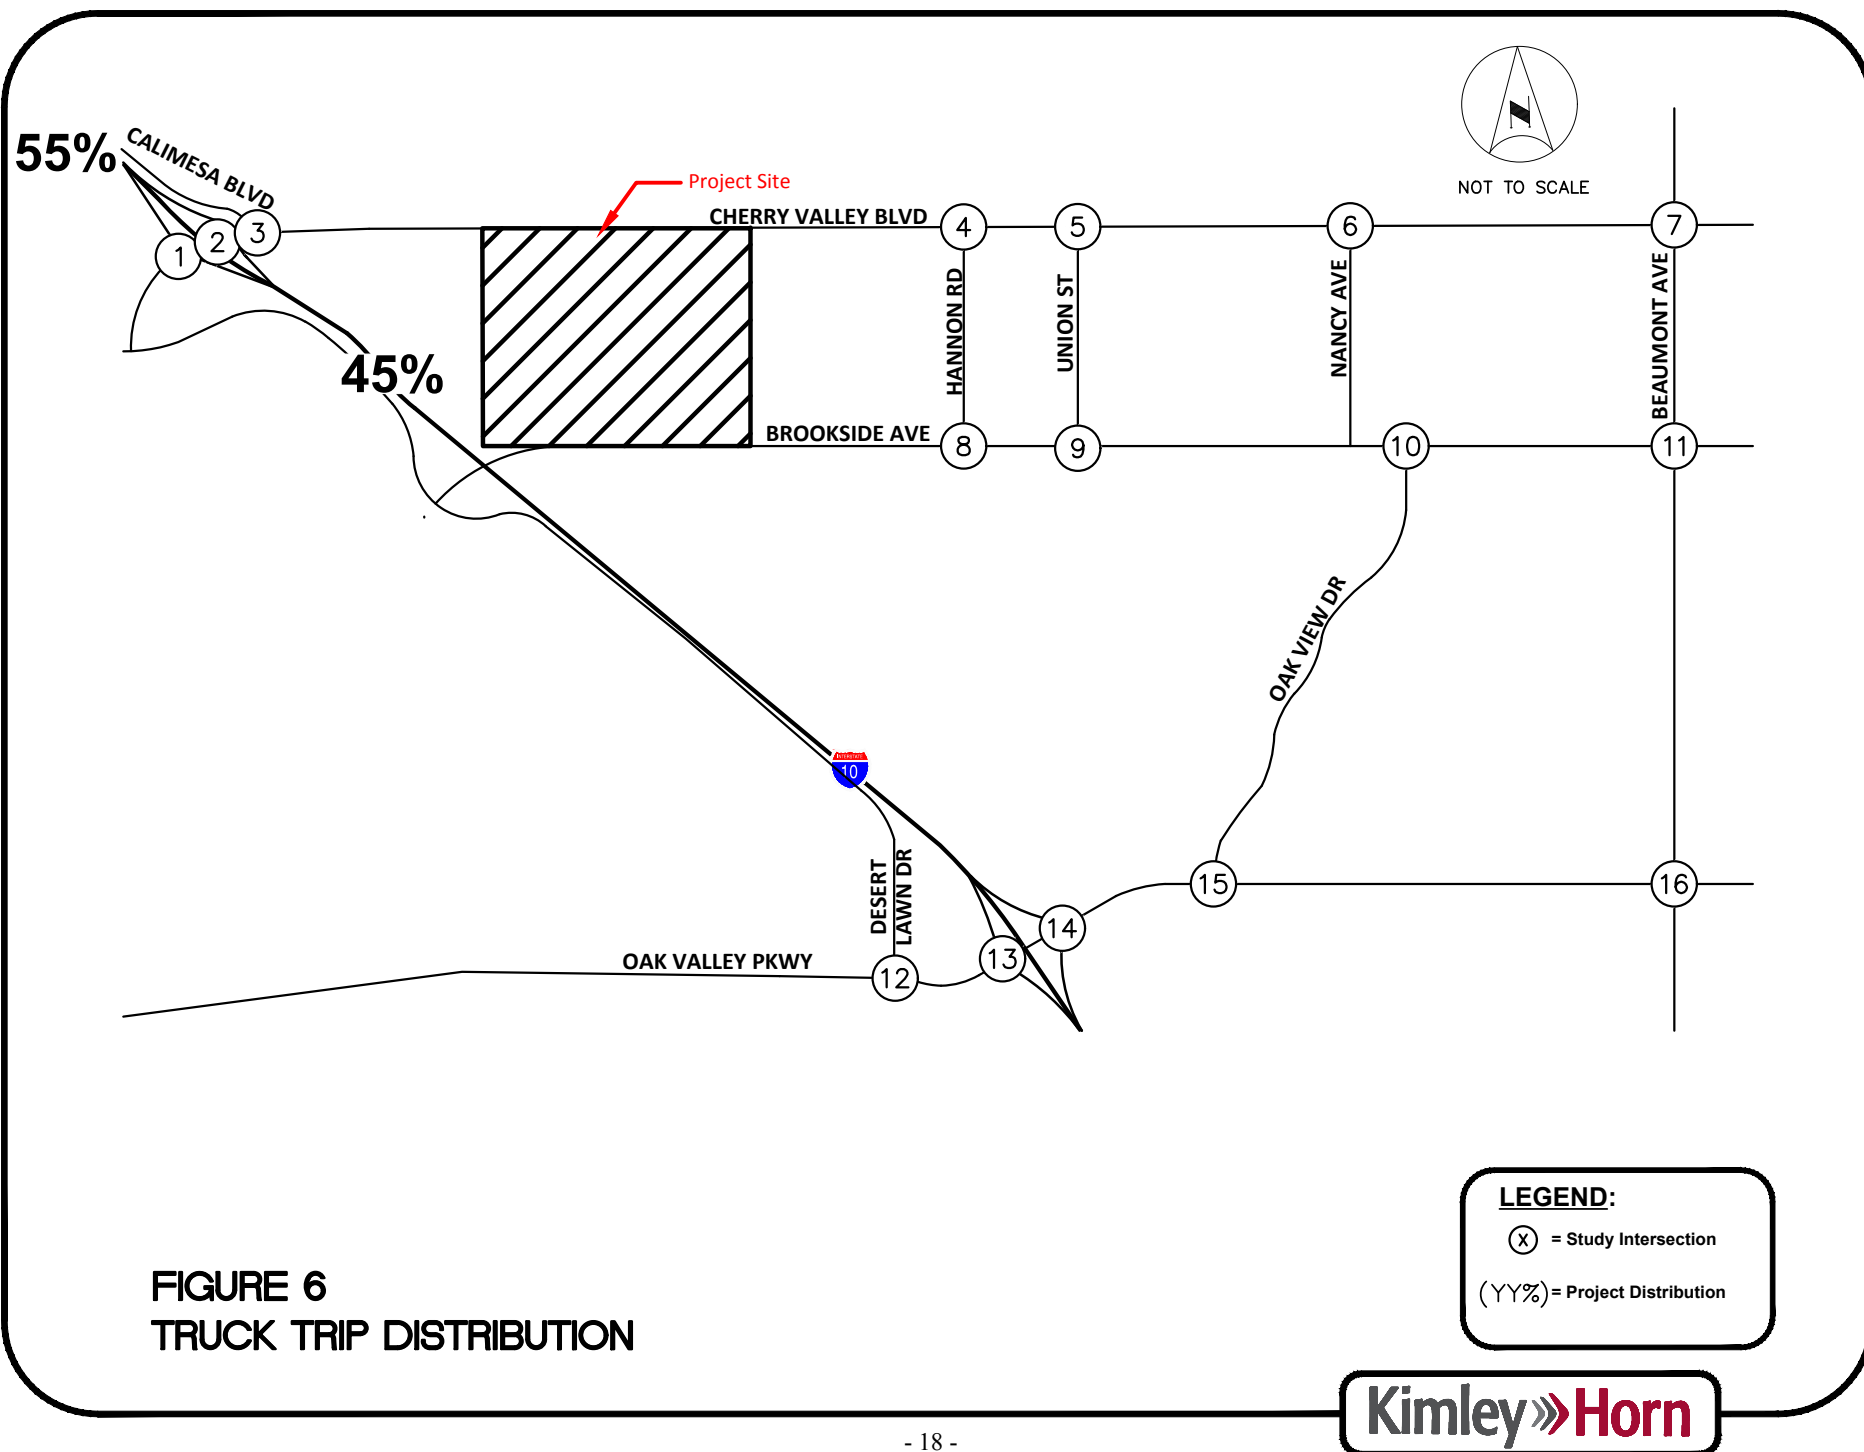 55%
CALIMESA BLVD
Project Site
NOT TO SCALE
CHERRY VALLEY BLVD
1
2
3
4
5
6
7
HANNON RD
UNION ST
NANCY AVE
BEAUMONT AVE
45%
BROOKSIDE AVE
8
9
10
11
OAK VIEW DR
INTERSTATE
10
DESERT
LAWN DR
OAK VALLEY PKWY
12
13
14
15
16
LEGEND:
X = Study Intersection
(YY%) = Project Distribution
FIGURE 6
TRUCK TRIP DISTRIBUTION
Kimley Horn
- 18 -